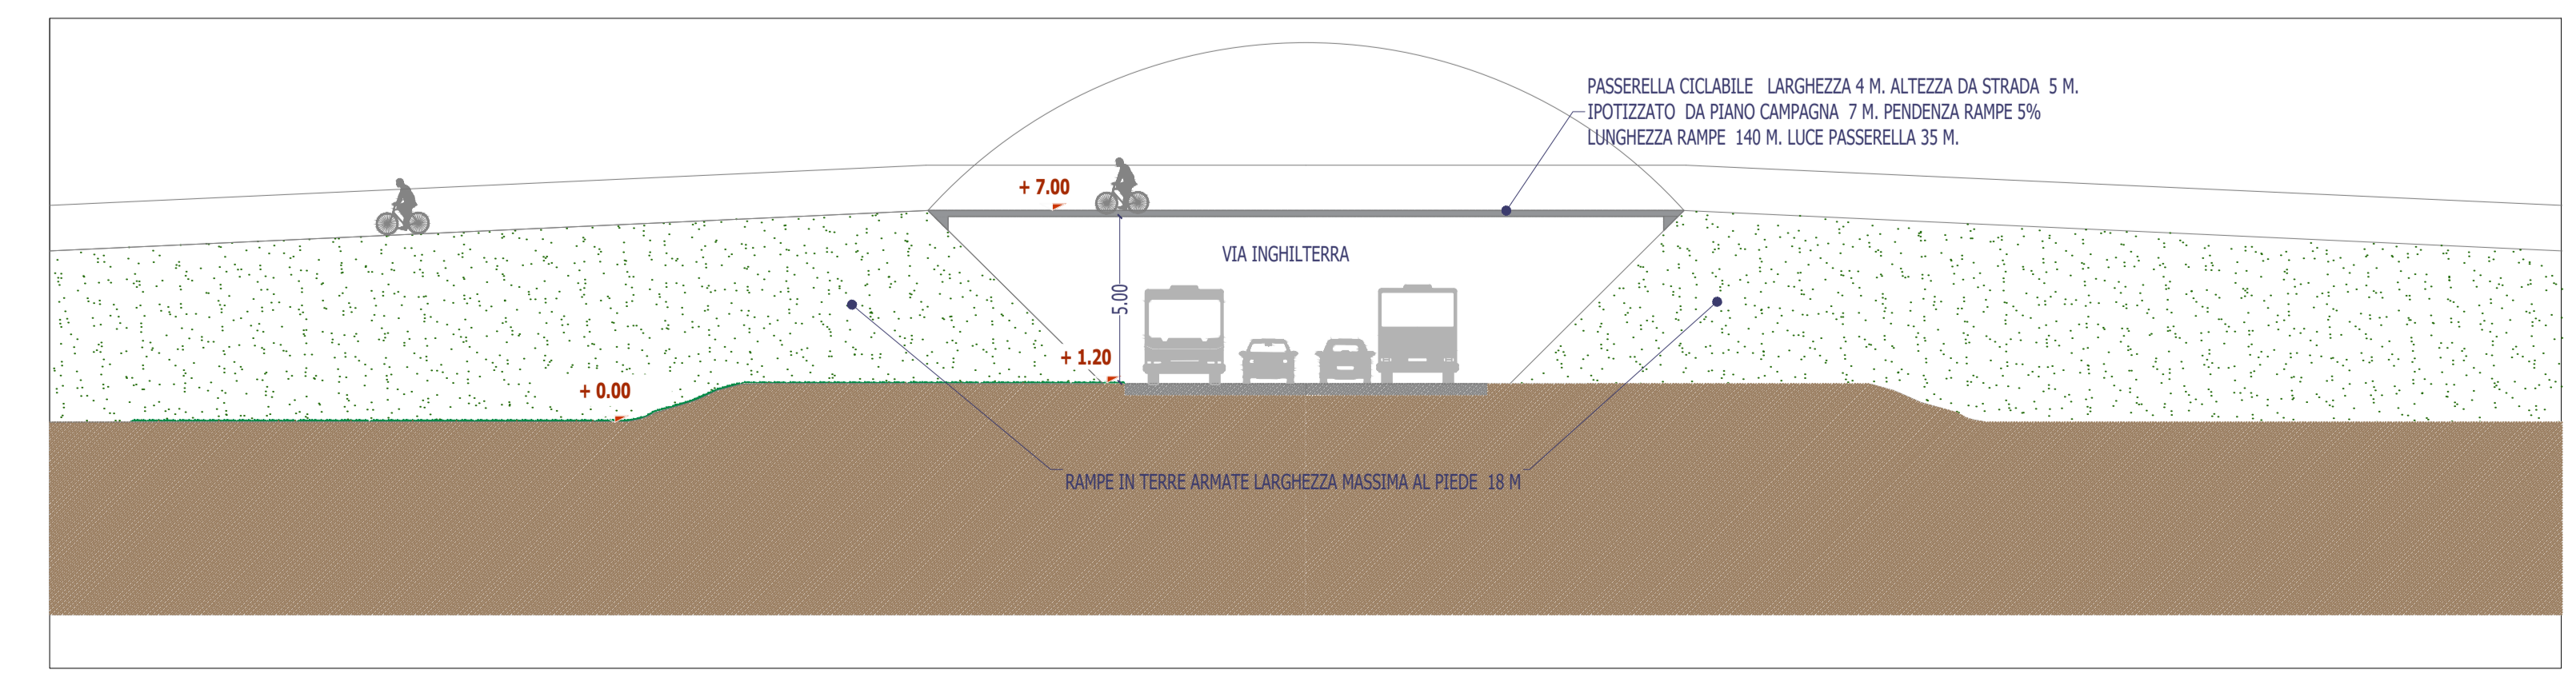 PASSERELLA CICLABILE LARGHEZZA 4 M. ALTEZZA DA STRADA 5 M.
IPOTIZZATO DA PIANO CAMPAGNA 7 M. PENDENZA RAMPE 5%
LUNGHEZZA RAMPE 140 M. LUCE PASSERELLA 35 M.
+ 7.00
VIA INGHILTERRA
5.00
+ 1.20
+ 0.00
RAMPE IN TERRE ARMATE LARGHEZZA MASSIMA AL PIEDE 18 M